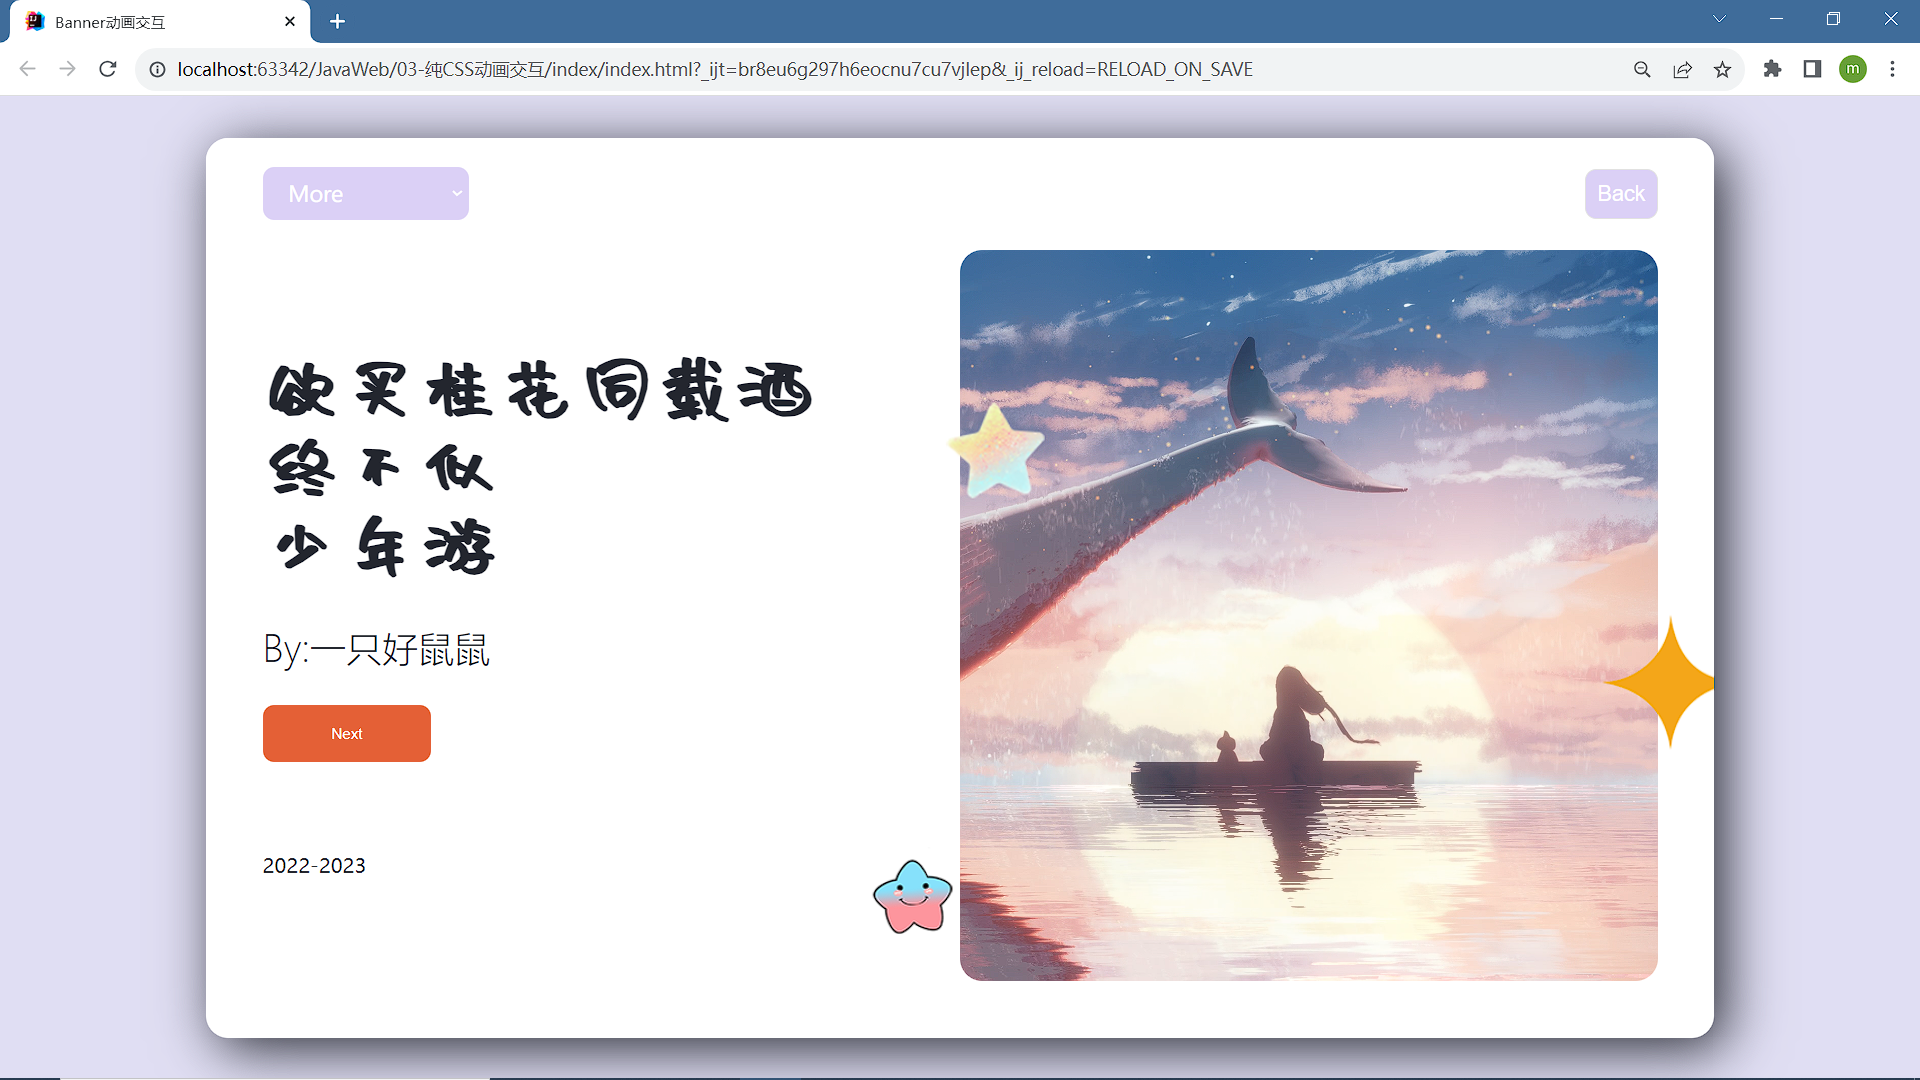 Banner动画交互
localhost:63342/JavaWeb/03-纯CSS动画交互/index/index.html?_ijt=br8eu6g297h6eocnu7cu7vjlep&_ij_reload=RELOAD_ON_SAVE
m
More
Back
欲买桂花同载酒
终不似
少年游
By:一只好鼠鼠
Next
2022-2023